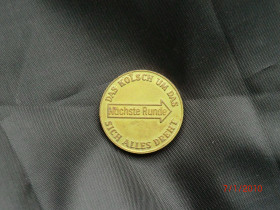 DAS KÖLSCH UM DAS
Nächste Runde
SICH ALLES DREHT